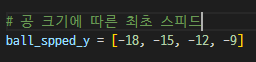 # 공 크기에 따른 최초 스피드
ball_spped_y = [-18, -15, -12, -9]